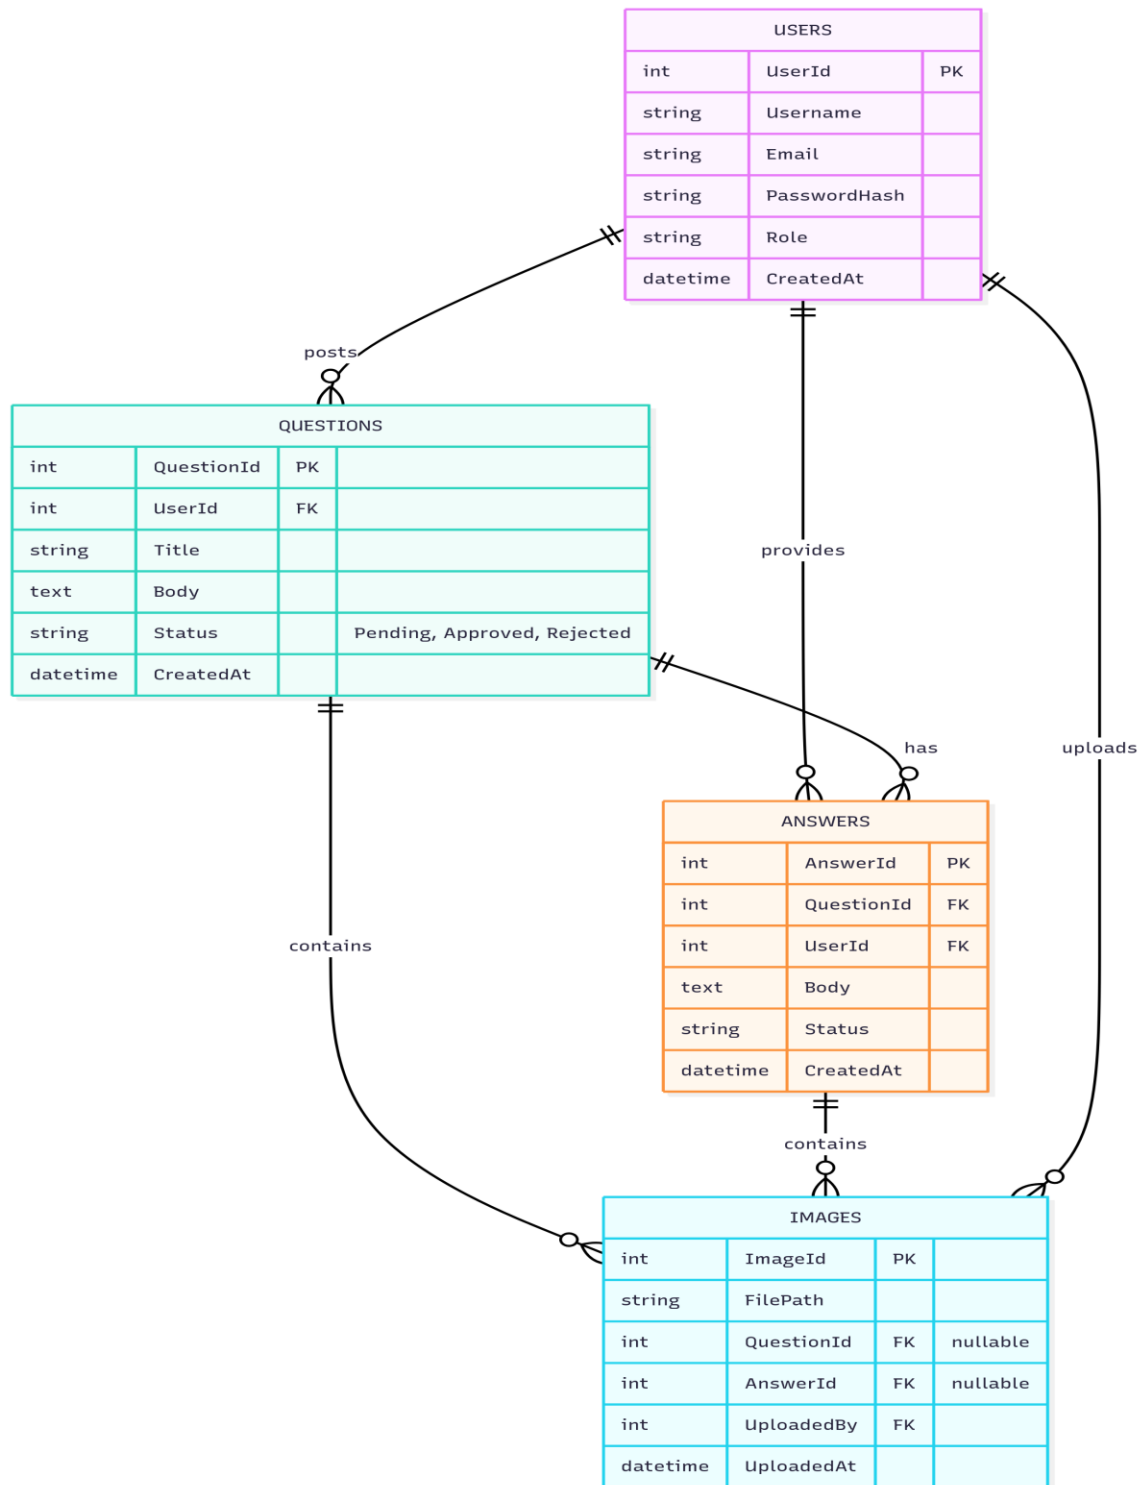 USERS
int UserId PK
string Username
string Email
string PasswordHash
string Role
datetime CreatedAt
posts
QUESTIONS
int QuestionId PK
int UserId FK
string Title
text Body
string Status Pending, Approved, Rejected
datetime CreatedAt
provides
has
uploads
ANSWERS
int AnswerId PK
int QuestionId FK
int UserId FK
text Body
string Status
datetime CreatedAt
contains
contains
IMAGES
int ImageId PK
string FilePath
int QuestionId FK nullable
int AnswerId FK nullable
int UploadedBy FK
datetime UploadedAt